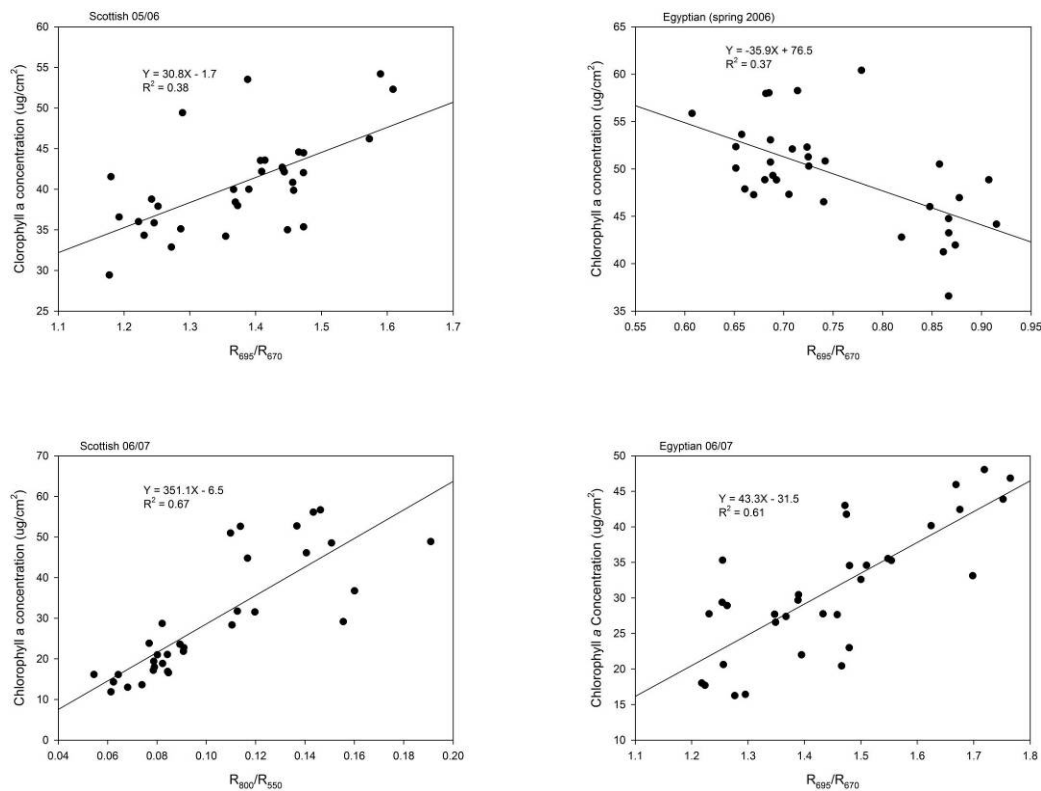 Scottish 05/06
Y = 30.8X - 1.7
R² = 0.38
Clorophyll a concentration (ug/cm²)
60
55
50
45
40
35
30
25
1.1 1.2 1.3 1.4 1.5 1.6 1.7
R₆₉₅/R₆₇₀
Egyptian (spring 2006)
Y = -35.9X + 76.5
R² = 0.37
Chlorophyll a concentration (ug/cm²)
65
60
55
50
45
40
35
0.55 0.60 0.65 0.70 0.75 0.80 0.85 0.90 0.95
R₆₉₅/R₆₇₀
Scottish 06/07
Y = 351.1X - 6.5
R² = 0.67
Chlorophyll a concentration (ug/cm²)
70
60
50
40
30
20
10
0
0.04 0.06 0.08 0.10 0.12 0.14 0.16 0.18 0.20
R₈₀₀/R₅₅₀
Egyptian 06/07
Y = 43.3X - 31.5
R² = 0.61
Chlorophyll a Concentration (ug/cm²)
50
45
40
35
30
25
20
15
10
1.1 1.2 1.3 1.4 1.5 1.6 1.7 1.8
R₆₉₅/R₆₇₀